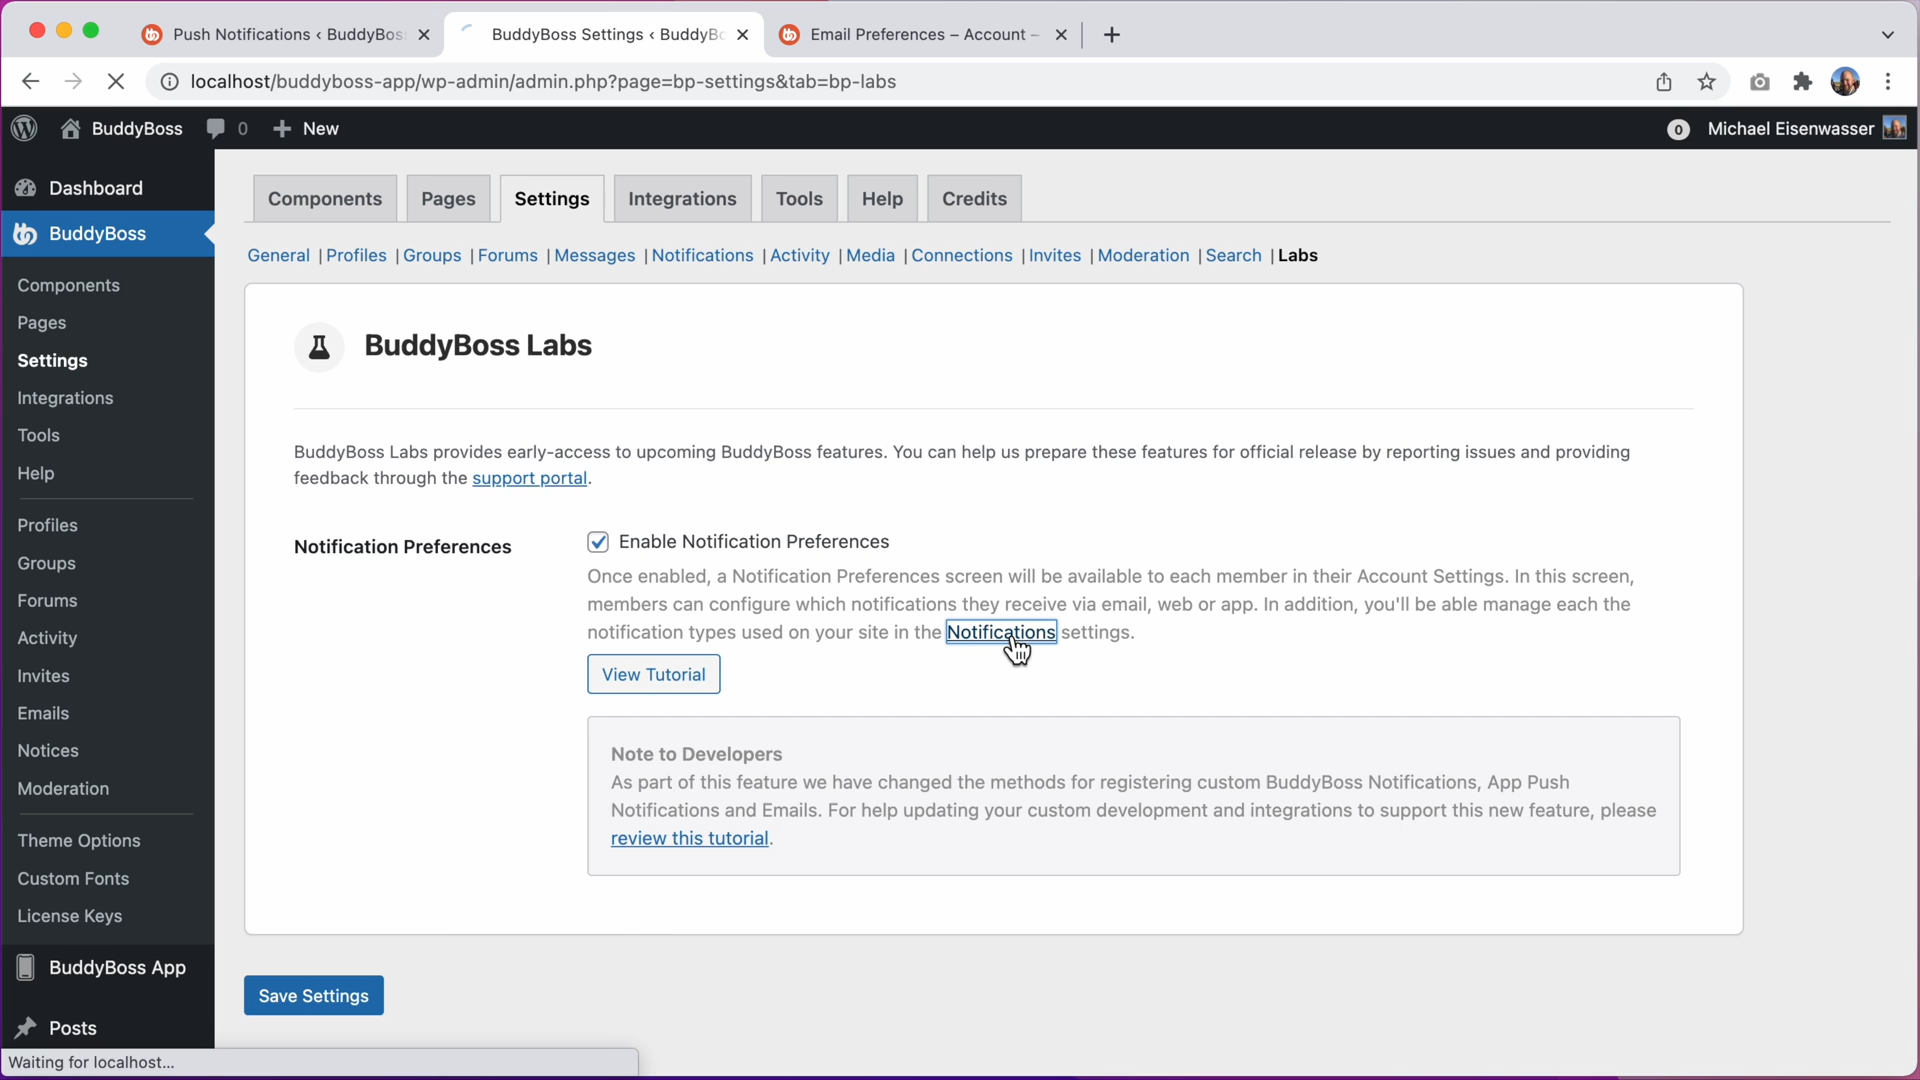 Push Notifications ‹ BuddyBos
BuddyBoss Settings ‹ BuddyBo
Email Preferences – Account –
localhost/buddyboss-app/wp-admin/admin.php?page=bp-settings&tab=bp-labs
BuddyBoss 0 New
0 Michael Eisenwasser
Dashboard
BuddyBoss
Components
Pages
Settings
Integrations
Tools
Help
Profiles
Groups
Forums
Activity
Invites
Emails
Notices
Moderation
Theme Options
Custom Fonts
License Keys
BuddyBoss App
Posts
Components Pages Settings Integrations Tools Help Credits
General | Profiles | Groups | Forums | Messages | Notifications | Activity | Media | Connections | Invites | Moderation | Search | Labs
BuddyBoss Labs
BuddyBoss Labs provides early-access to upcoming BuddyBoss features. You can help us prepare these features for official release by reporting issues and providing
feedback through the support portal.
Notification Preferences
Enable Notification Preferences
Once enabled, a Notification Preferences screen will be available to each member in their Account Settings. In this screen,
members can configure which notifications they receive via email, web or app. In addition, you'll be able manage each the
notification types used on your site in the Notifications settings.
View Tutorial
Note to Developers
As part of this feature we have changed the methods for registering custom BuddyBoss Notifications, App Push
Notifications and Emails. For help updating your custom development and integrations to support this new feature, please
review this tutorial.
Save Settings
Waiting for localhost...